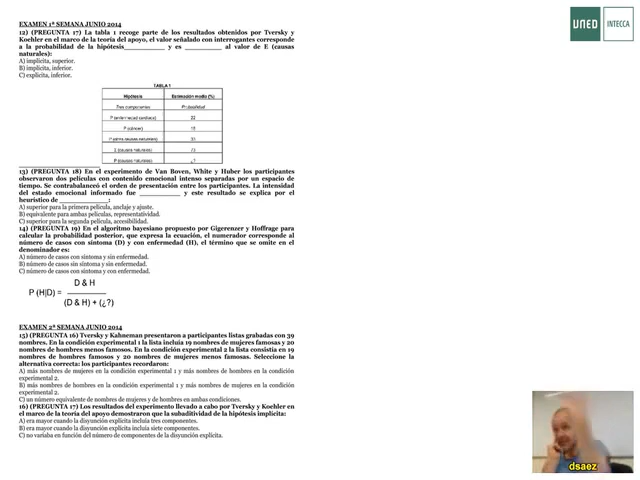 EXAMEN 1ª SEMANA JUNIO 2014
12) (PREGUNTA 17) La tabla 1 recoge parte de los resultados obtenidos por Tversky y
Koehler en el marco de la teoría del apoyo, el valor señalado con interrogantes corresponde
a la probabilidad de la hipótesis__________ y es _________ al valor de E (causas
naturales):
A) implícita, superior.
B) implícita, inferior.
C) explícita, inferior.
TABLA 1
Hipótesis Estimación media (%)
Tres componentes Probabilidad
P (enfermedad cardiaca) 22
P (cáncer) 18
P (otras causas naturales) 33
Σ (causas naturales) 73
P (causas naturales) ¿?
13) (PREGUNTA 18) En el experimento de Van Boven, White y Huber los participantes
observaron dos películas con contenido emocional intenso separadas por un espacio de
tiempo. Se contrabalanceó el orden de presentación entre los participantes. La intensidad
del estado emocional informado fue __________ y este resultado se explica por el
heurístico de ____________:
A) superior para la primera película, anclaje y ajuste.
B) equivalente para ambas películas, representatividad.
C) superior para la segunda película, accesibilidad.
14) (PREGUNTA 19) En el algoritmo bayesiano propuesto por Gigerenzer y Hoffrage para
calcular la probabilidad posterior, que expresa la ecuación, el numerador corresponde al
número de casos con síntoma (D) y con enfermedad (H), el término que se omite en el
denominador es:
A) número de casos con síntoma y sin enfermedad.
B) número de casos sin síntoma y sin enfermedad.
C) número de casos con síntoma y con enfermedad.
D & H
P (H|D) =
(D & H) + (¿?)
EXAMEN 2ª SEMANA JUNIO 2014
15) (PREGUNTA 16) Tversky y Kahneman presentaron a participantes listas grabadas con 39
nombres. En la condición experimental 1 la lista incluía 19 nombres de mujeres famosas y 20
nombres de hombres menos famosos. En la condición experimental 2 la lista consistía en 19
nombres de hombres famosos y 20 nombres de mujeres menos famosas. Seleccione la
alternativa correcta: los participantes recordaron:
A) más nombres de mujeres en la condición experimental 1 y más nombres de hombres en la condición
experimental 2.
B) más nombres de hombres en la condición experimental 1 y más nombres de mujeres en la condición
experimental 2.
C) un número equivalente de nombres de mujeres y de hombres en ambas condiciones.
16) (PREGUNTA 17) Los resultados del experimento llevado a cabo por Tversky y Koehler en
el marco de la teoría del apoyo demostraron que la subaditividad de la hipótesis implícita:
A) era mayor cuando la disyunción explícita incluía tres componentes.
B) era mayor cuando la disyunción explícita incluía siete componentes.
C) no variaba en función del número de componentes de la disyunción explícita.
UNED INTECCA
dsaez